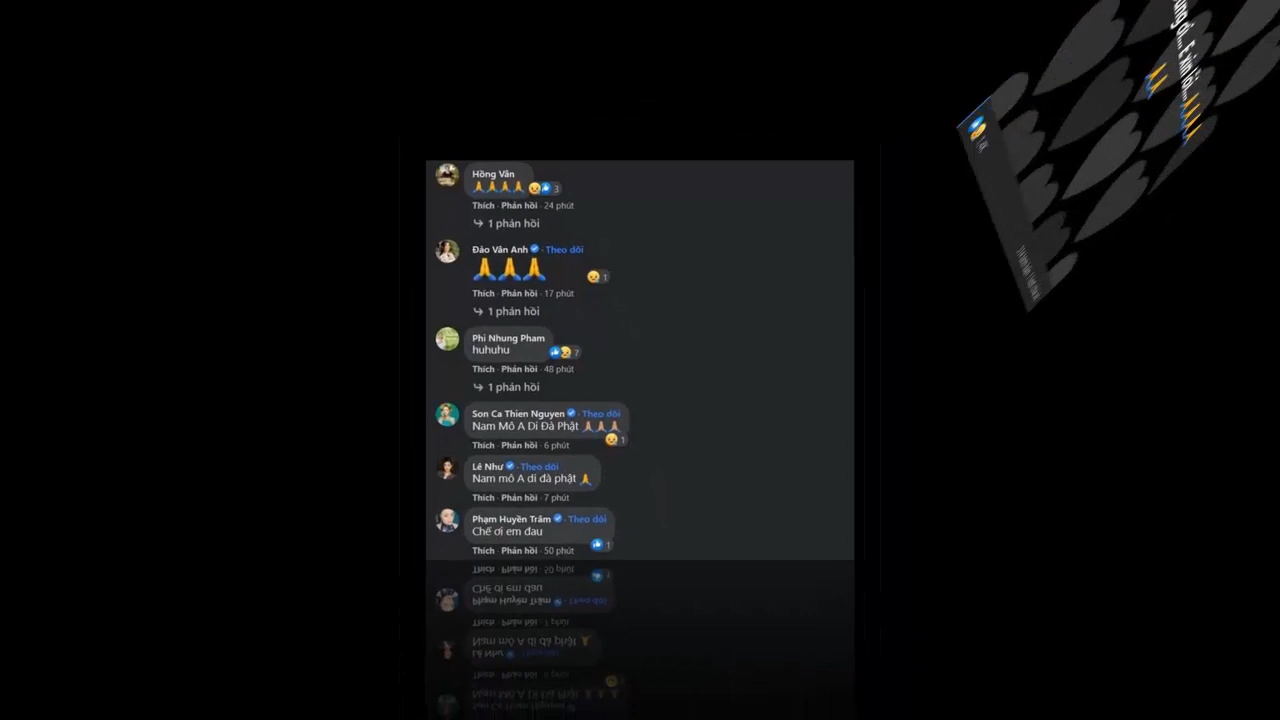 Hồng Vân
3
Thích · Phản hồi · 24 phút
1 phản hồi
Đào Vân Anh · Theo dõi
1
Thích · Phản hồi · 17 phút
1 phản hồi
Phi Nhung Pham
huhuhu
7
Thích · Phản hồi · 48 phút
1 phản hồi
Son Ca Thien Nguyen · Theo dõi
Nam Mô A Di Đà Phật
1
Thích · Phản hồi · 6 phút
Lê Như · Theo dõi
Nam mô A di đà phật
Thích · Phản hồi · 7 phút
Phạm Huyền Trâm · Theo dõi
Chế ơi em đau
1
Thích · Phản hồi · 50 phút